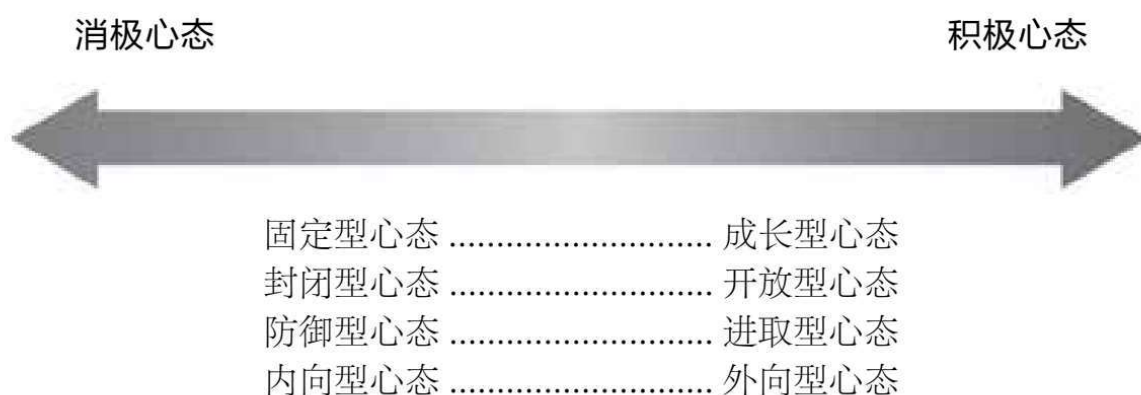 消极心态 积极心态
固定型心态 ............................ 成长型心态
封闭型心态 ............................ 开放型心态
防御型心态 ............................ 进取型心态
内向型心态 ............................ 外向型心态